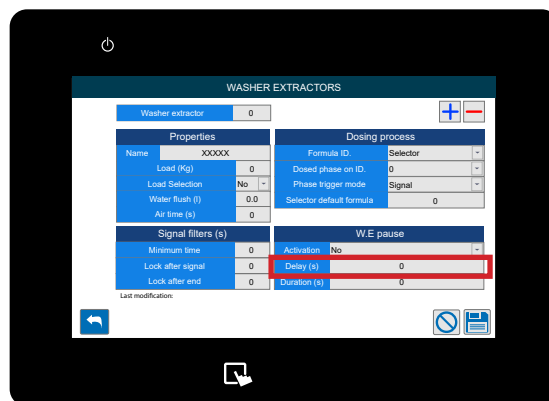 WASHER EXTRACTORS
Washer extractor 0
Properties
Name XXXXX
Load (Kg) 0
Load Selection No
Water flush (l) 0.0
Air time (s) 0
Dosing process
Formula ID. Selector
Dosed phase on ID. 0
Phase trigger mode Signal
Selector default formula 0
Signal filters (s)
Minimum time 0
Lock after signal 0
Lock after end 0
W.E pause
Activation No
Delay (s) 0
Duration (s) 0
Last modification: